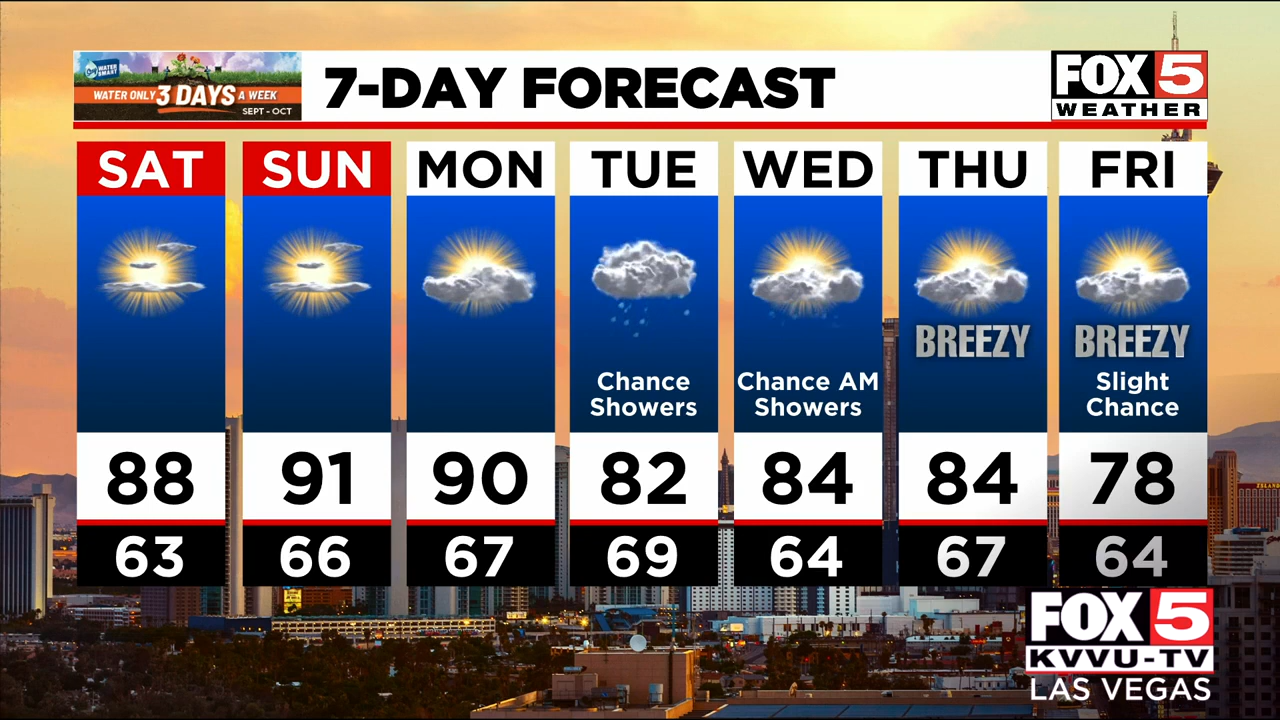 WATER SMART
WATER ONLY 3 DAYS A WEEK
SEPT - OCT
7-DAY FORECAST
FOX 5
WEATHER
SAT SUN MON TUE WED THU FRI
BREEZY BREEZY
Chance Chance AM Slight
Showers Showers Chance
88 91 90 82 84 84 78
63 66 67 69 64 67 64
FOX 5
KVVU-TV
LAS VEGAS